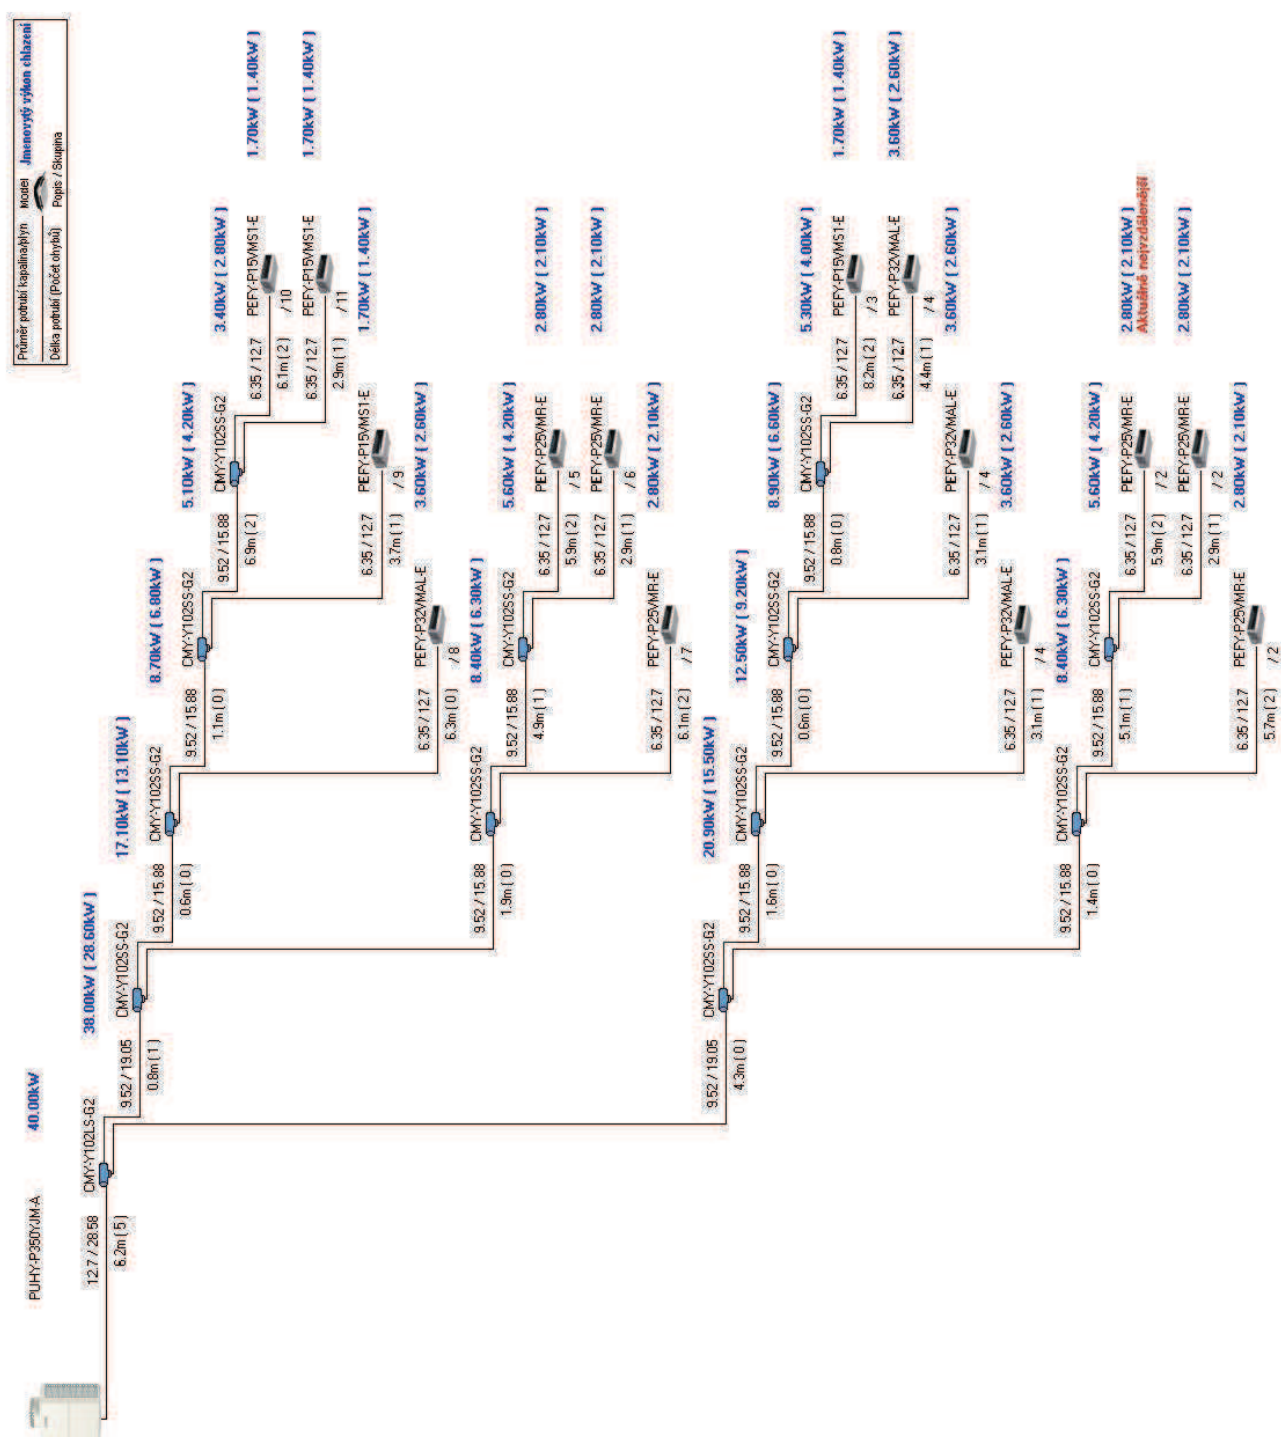 Průměr potrubí kapalina/plyn
Model
Jmenovytý výkon chlazení
Délka potrubí (Počet ohybů)
Popis / Skupina
PUHY-P350YJM-A
40.00kW
12.7 / 28.58
6.2m ( 5 )
CMY-Y102LS-G2
38.00kW ( 28.60kW )
9.52 / 19.05
0.8m ( 1 )
CMY-Y102SS-G2
17.10kW ( 13.10kW )
9.52 / 15.88
0.6m ( 0 )
CMY-Y102SS-G2
8.70kW ( 6.80kW )
9.52 / 15.88
1.1m ( 0 )
CMY-Y102SS-G2
5.10kW ( 4.20kW )
9.52 / 15.88
6.9m ( 2 )
CMY-Y102SS-G2
3.40kW ( 2.80kW )
6.35 / 12.7
6.1m ( 2 )
PEFY-P15VMS1-E
/ 10
1.70kW ( 1.40kW )
6.35 / 12.7
2.9m ( 1 )
PEFY-P15VMS1-E
/ 11
1.70kW ( 1.40kW )
6.35 / 12.7
3.7m ( 1 )
PEFY-P15VMS1-E
/ 9
1.70kW ( 1.40kW )
6.35 / 12.7
6.3m ( 0 )
PEFY-P32VMAL-E
/ 8
3.60kW ( 2.60kW )
9.52 / 15.88
1.9m ( 0 )
CMY-Y102SS-G2
8.40kW ( 6.30kW )
9.52 / 15.88
4.9m ( 1 )
CMY-Y102SS-G2
5.60kW ( 4.20kW )
6.35 / 12.7
5.9m ( 2 )
PEFY-P25VMR-E
/ 5
2.80kW ( 2.10kW )
6.35 / 12.7
2.9m ( 1 )
PEFY-P25VMR-E
/ 6
2.80kW ( 2.10kW )
6.35 / 12.7
6.1m ( 2 )
PEFY-P25VMR-E
/ 7
2.80kW ( 2.10kW )
9.52 / 19.05
4.3m ( 0 )
CMY-Y102SS-G2
20.90kW ( 15.50kW )
9.52 / 15.88
1.6m ( 0 )
CMY-Y102SS-G2
12.50kW ( 9.20kW )
9.52 / 15.88
0.6m ( 0 )
CMY-Y102SS-G2
8.90kW ( 6.60kW )
9.52 / 15.88
0.8m ( 0 )
CMY-Y102SS-G2
5.30kW ( 4.00kW )
6.35 / 12.7
8.2m ( 2 )
PEFY-P15VMS1-E
/ 3
1.70kW ( 1.40kW )
6.35 / 12.7
4.4m ( 1 )
PEFY-P32VMAL-E
/ 4
3.60kW ( 2.60kW )
6.35 / 12.7
3.1m ( 1 )
PEFY-P32VMAL-E
/ 4
3.60kW ( 2.60kW )
6.35 / 12.7
3.1m ( 1 )
PEFY-P32VMAL-E
/ 4
3.60kW ( 2.60kW )
9.52 / 15.88
1.4m ( 0 )
CMY-Y102SS-G2
8.40kW ( 6.30kW )
9.52 / 15.88
5.1m ( 1 )
CMY-Y102SS-G2
5.60kW ( 4.20kW )
6.35 / 12.7
5.9m ( 2 )
PEFY-P25VMR-E
/ 2
2.80kW ( 2.10kW )
Aktuálně nejvzdálenější
6.35 / 12.7
2.9m ( 1 )
PEFY-P25VMR-E
/ 2
2.80kW ( 2.10kW )
6.35 / 12.7
5.7m ( 2 )
PEFY-P25VMR-E
/ 2
2.80kW ( 2.10kW )